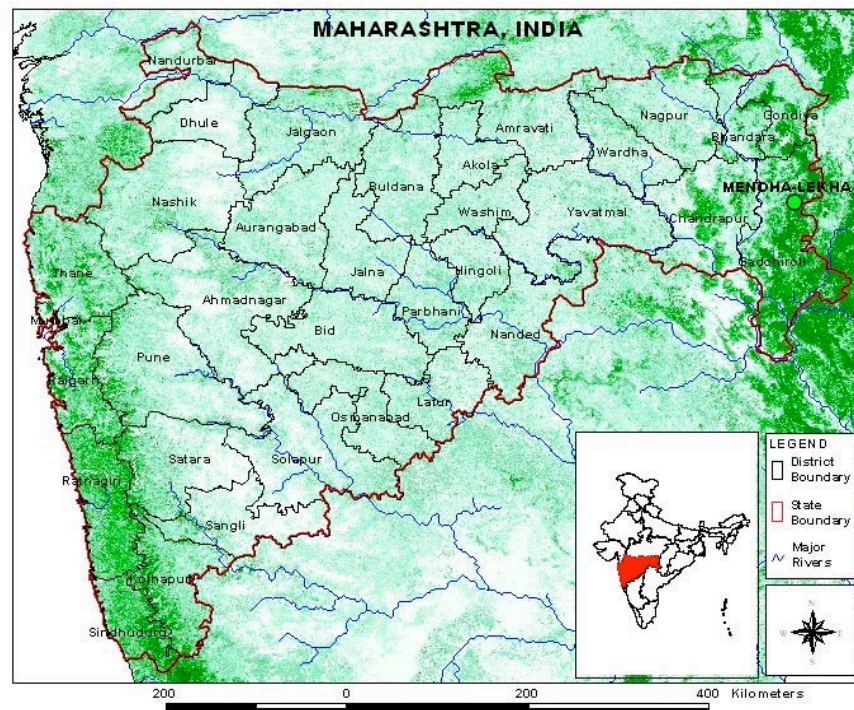 MAHARASHTRA, INDIA
Nandurbar
Dhule
Jalgaon
Amravati
Nagpur
Bhandara
Gondiya
Akola
Wardha
Buldana
MENDHA-LEKHA
Nashik
Washim
Yavatmal
Chandrapur
Aurangabad
Gadchiroli
Thane
Jalna
Hingoli
Ahmadnagar
Mumbai
Bid
Parbhani
Nanded
Pune
Raigarh
Latur
Osmanabad
Satara
Solapur
Ratnagiri
Sangli
Kolhapur
Sindhudurg
LEGEND
District
Boundary
State
Boundary
Major
Rivers
N
W
E
S
200
0
200
400
Kilometers